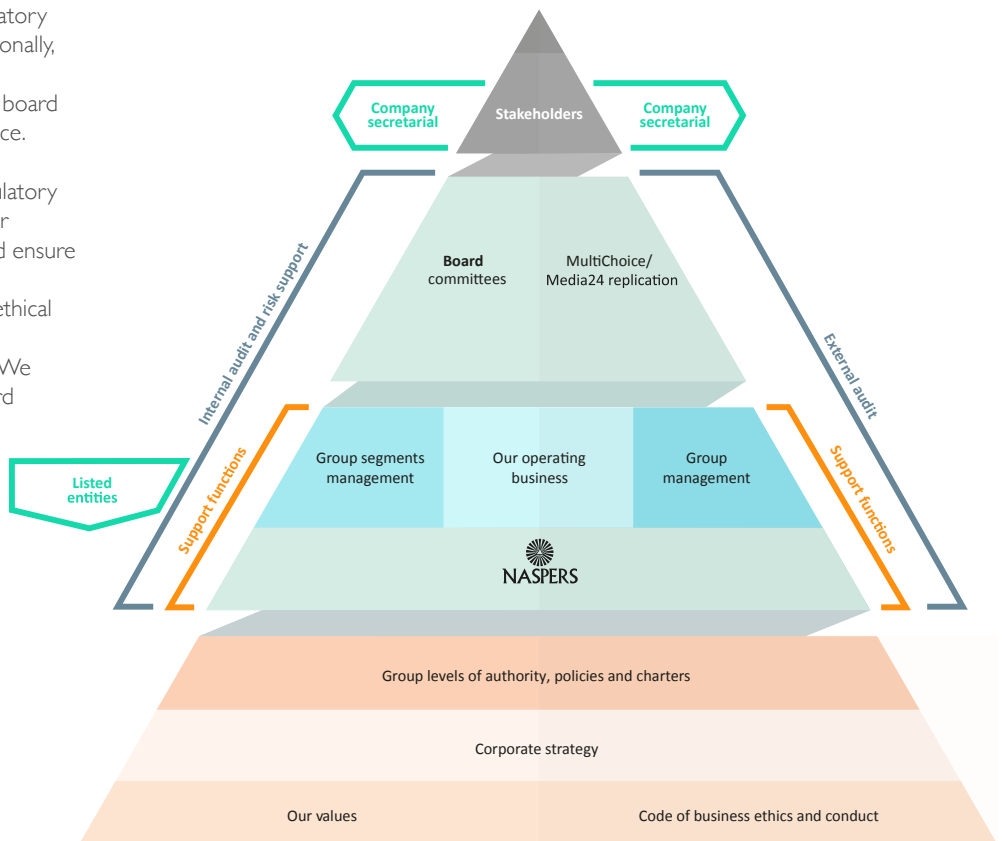 latory
onally,
board
ce.
ulatory
r
d ensure
ethical
We
rd
Stakeholders
Company
secretarial
Company
secretarial
Board
committees
MultiChoice/
Media24 replication
Internal audit and risk support
External audit
Group segments
management
Our operating
business
Group
management
Support functions
Support functions
Listed
entities
NASPERS
Group levels of authority, policies and charters
Corporate strategy
Our values
Code of business ethics and conduct